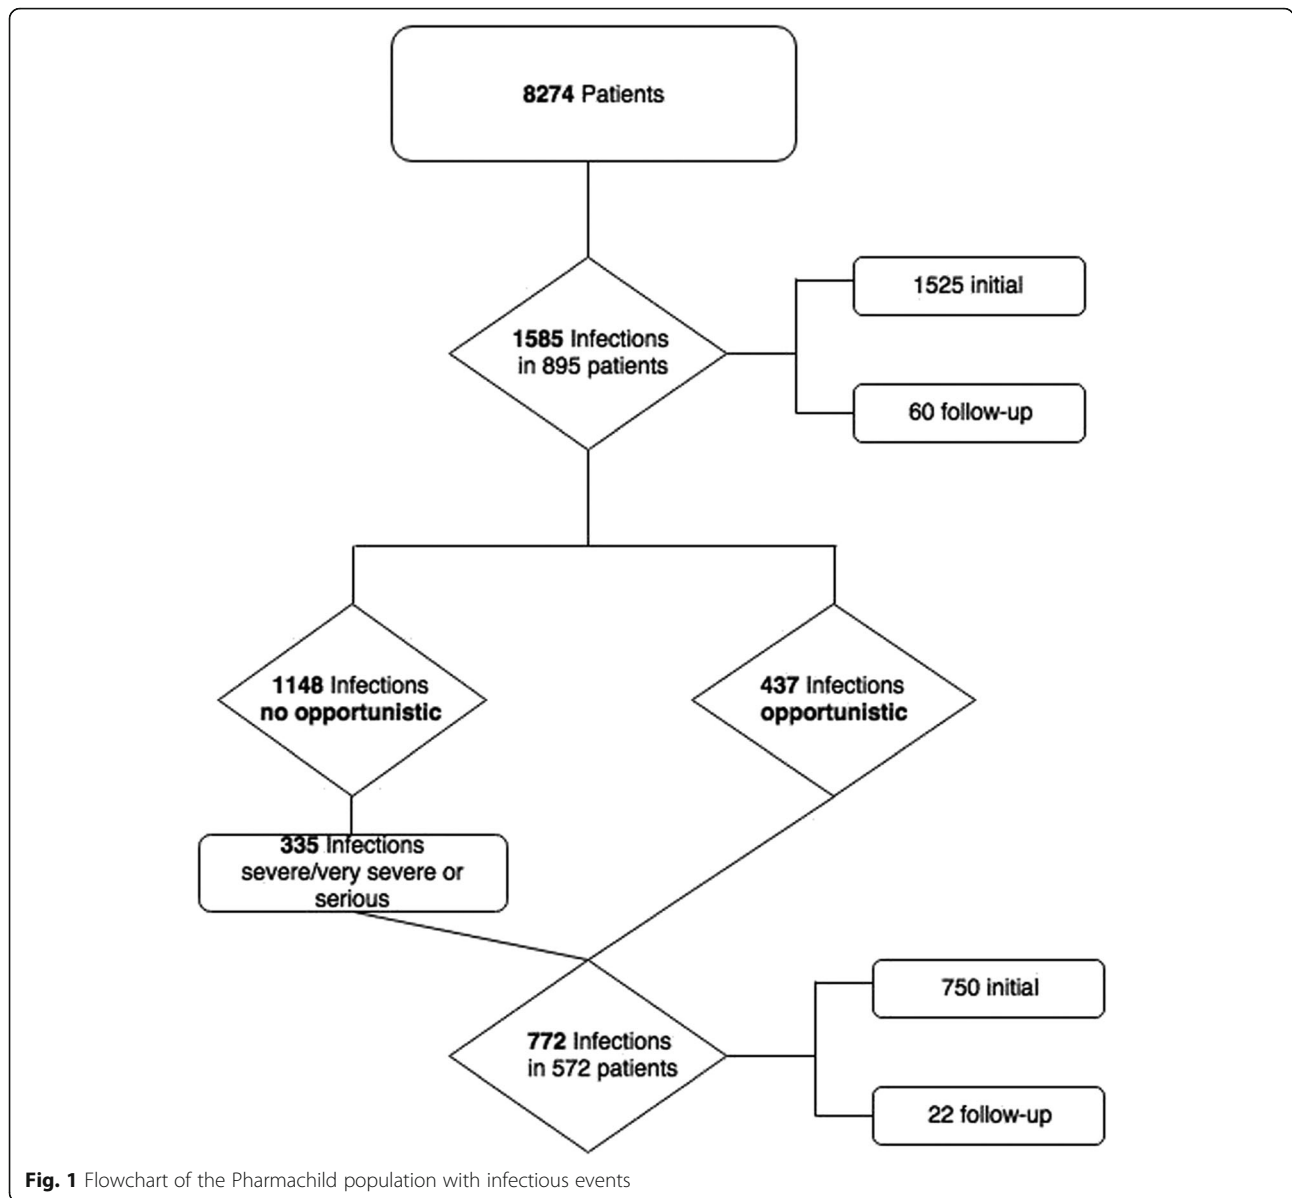 8274 Patients
1585 Infections
in 895 patients
1525 initial
60 follow-up
1148 Infections
no opportunistic
437 Infections
opportunistic
335 Infections
severe/very severe or
serious
772 Infections
in 572 patients
750 initial
22 follow-up
Fig. 1 Flowchart of the Pharmachild population with infectious events